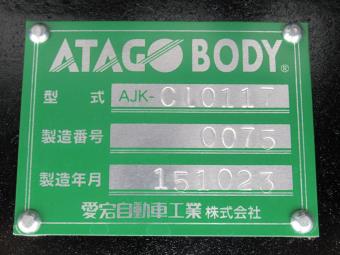 ATAGO BODY®
型式 AJK-CL0117
製造番号 0075
製造年月 151023
愛宕自動車工業株式会社